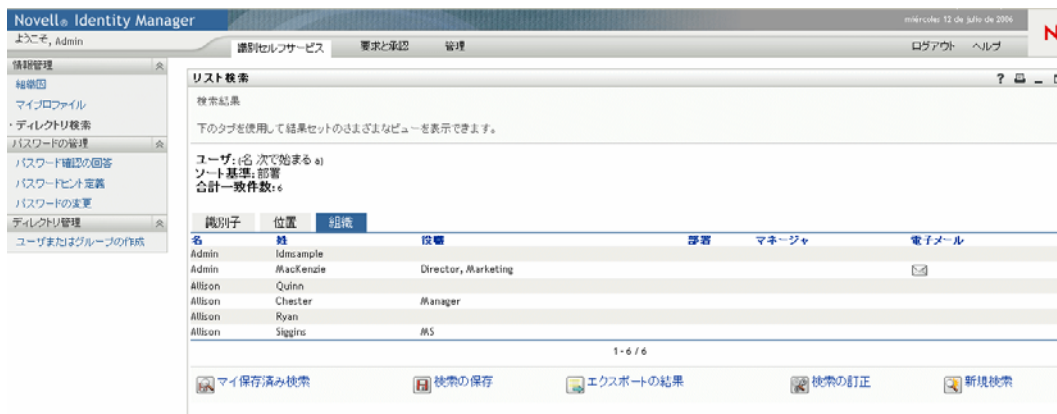 Novell® Identity Manager
miércoles 12 de julio de 2006
ようこそ, Admin
識別セルフサービス 要求と承認 管理
ログアウト ヘルプ
N
情報管理
組織図
マイプロファイル
・ディレクトリ検索
パスワードの管理
パスワード確認の回答
パスワードヒント定義
パスワードの変更
ディレクトリ管理
ユーザまたはグループの作成
リスト検索
?
検索結果
下のタブを使用して結果セットのさまざまなビューを表示できます。
ユーザ: (名 次で始まる a)
ソート基準: 部署
合計一致件数: 6
識別子 位置 組織
名 姓 役職 部署 マネージャ 電子メール
Admin Idmsample
Admin MacKenzie Director, Marketing
Allison Quinn
Allison Chester Manager
Allison Ryan
Allison Siggins MS
1 - 6 / 6
マイ保存済み検索 検索の保存 エクスポートの結果 検索の訂正 新規検索